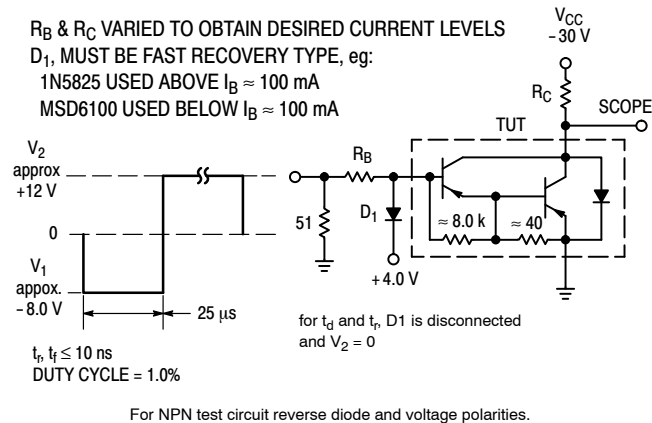 R_B & R_C VARIED TO OBTAIN DESIRED CURRENT LEVELS
D_1, MUST BE FAST RECOVERY TYPE, eg:
1N5825 USED ABOVE I_B ≈ 100 mA
MSD6100 USED BELOW I_B ≈ 100 mA
V_CC
- 30 V
R_C
SCOPE
TUT
V_2
approx
+12 V
0
V_1
appox.
- 8.0 V
25 μs
t_r, t_f ≤ 10 ns
DUTY CYCLE = 1.0%
R_B
51
D_1
+ 4.0 V
≈ 8.0 k
≈ 40
for t_d and t_r, D1 is disconnected
and V_2 = 0
For NPN test circuit reverse diode and voltage polarities.